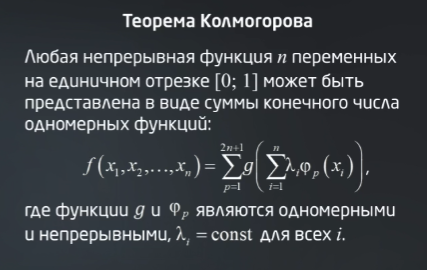 Теорема Колмогорова
Любая непрерывная функция n переменных
на единичном отрезке [0; 1] может быть
представлена в виде суммы конечного числа
одномерных функций:
f(x₁,x₂,…,xₙ)=∑_{p=1}^{2n+1} g(∑_{i=1}^{n} λᵢφₚ(xᵢ)),
где функции g и φₚ являются одномерными
и непрерывными, λᵢ = const для всех i.